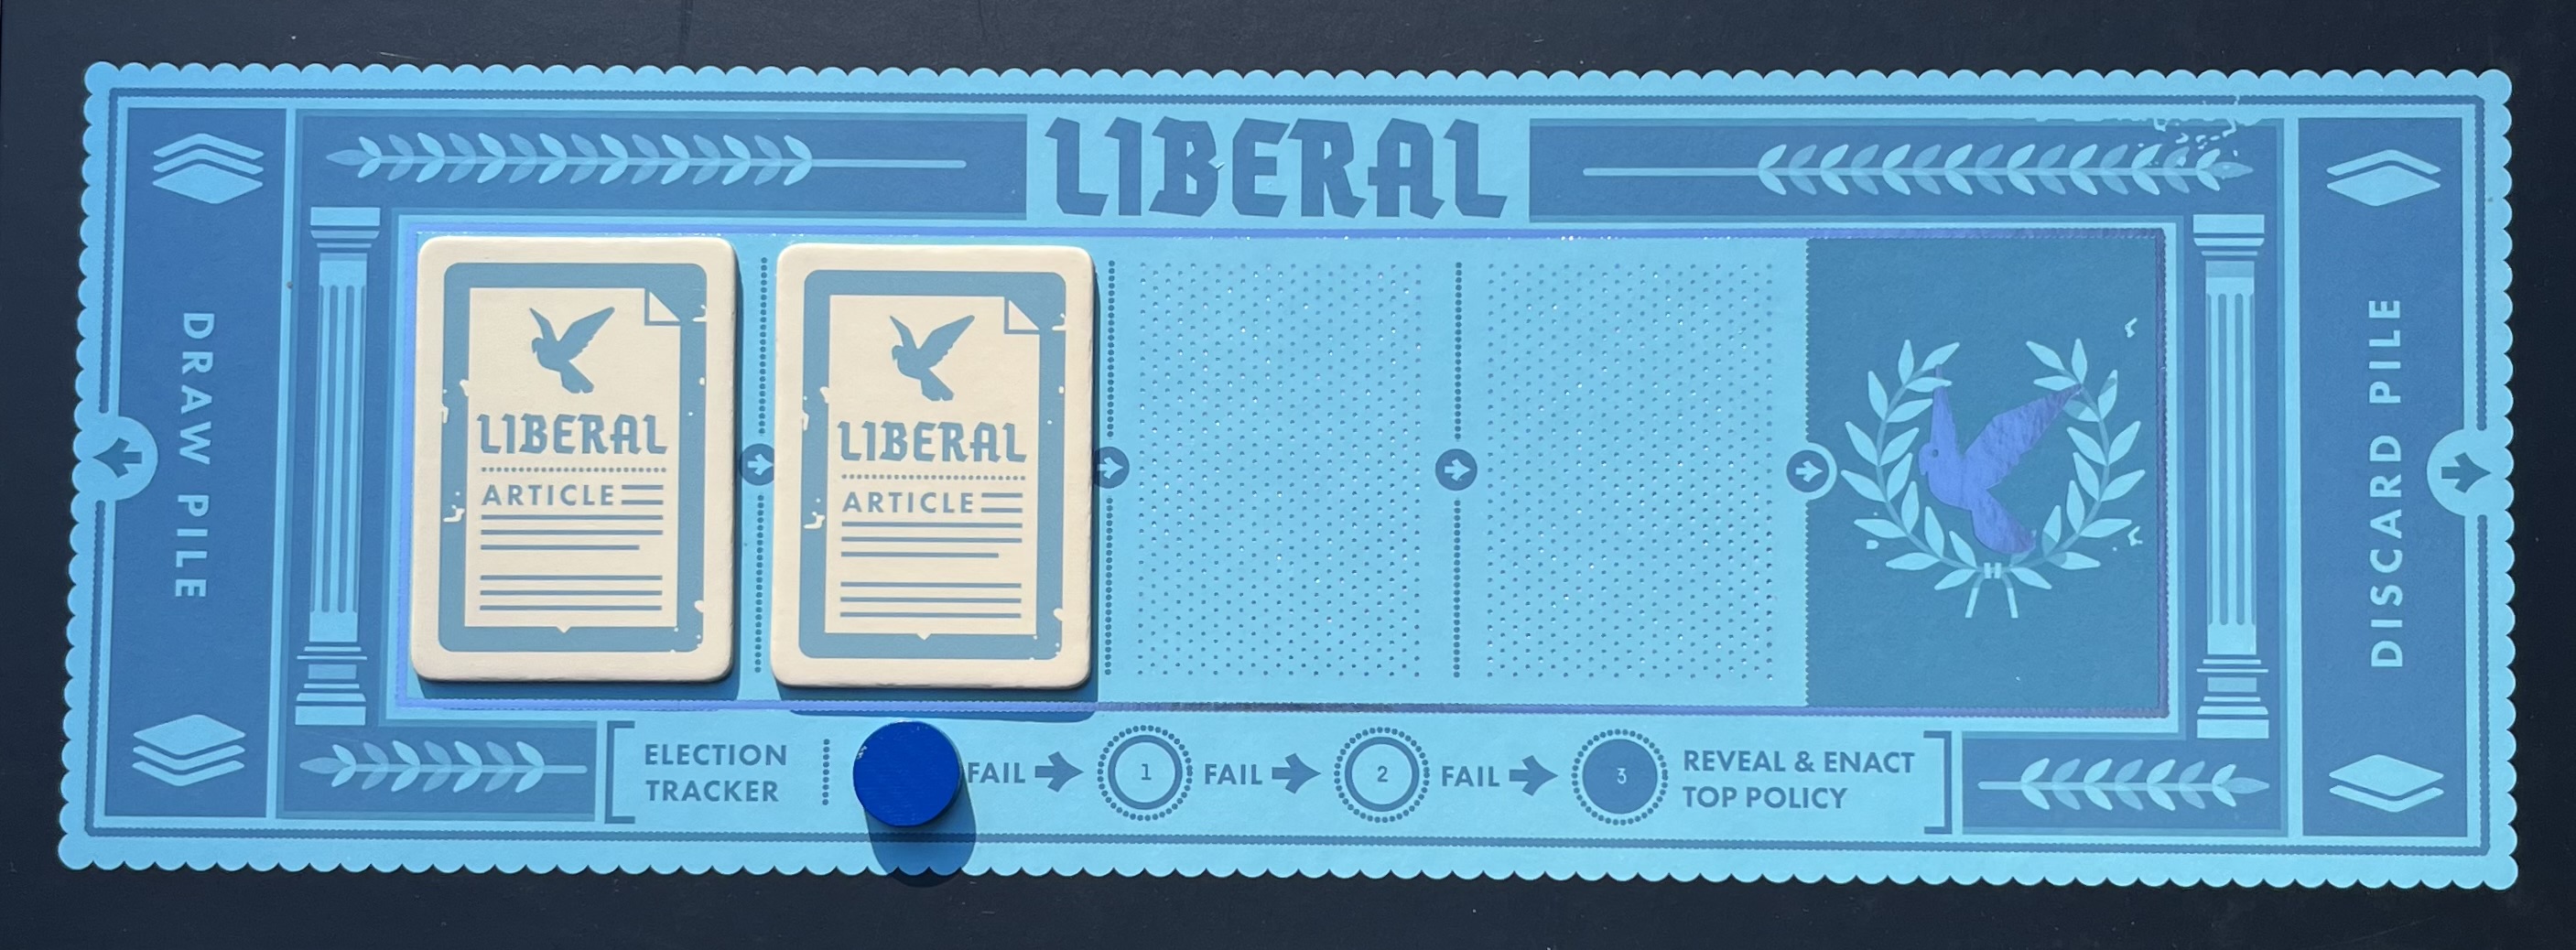 LIBERAL
DRAW PILE
LIBERAL
ARTICLE
LIBERAL
ARTICLE
DISCARD PILE
ELECTION
TRACKER
FAIL 1 FAIL 2 FAIL 3
REVEAL & ENACT
TOP POLICY